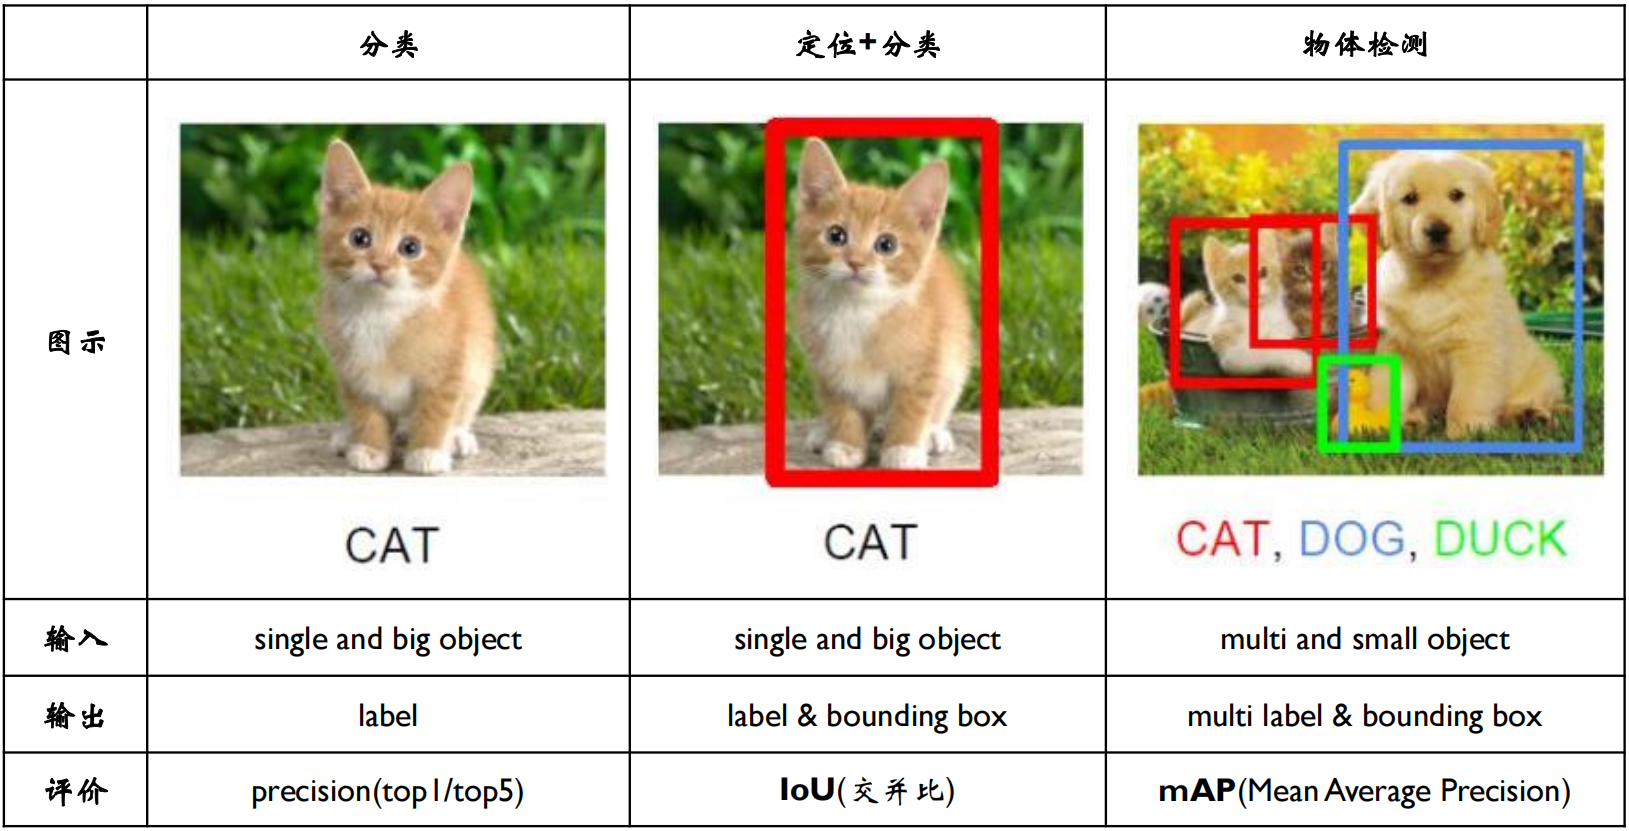 分类
定位+分类
物体检测
图示
CAT
CAT
CAT, DOG, DUCK
输入
single and big object
single and big object
multi and small object
输出
label
label & bounding box
multi label & bounding box
评价
precision(top1/top5)
IoU(交并比)
mAP(Mean Average Precision)